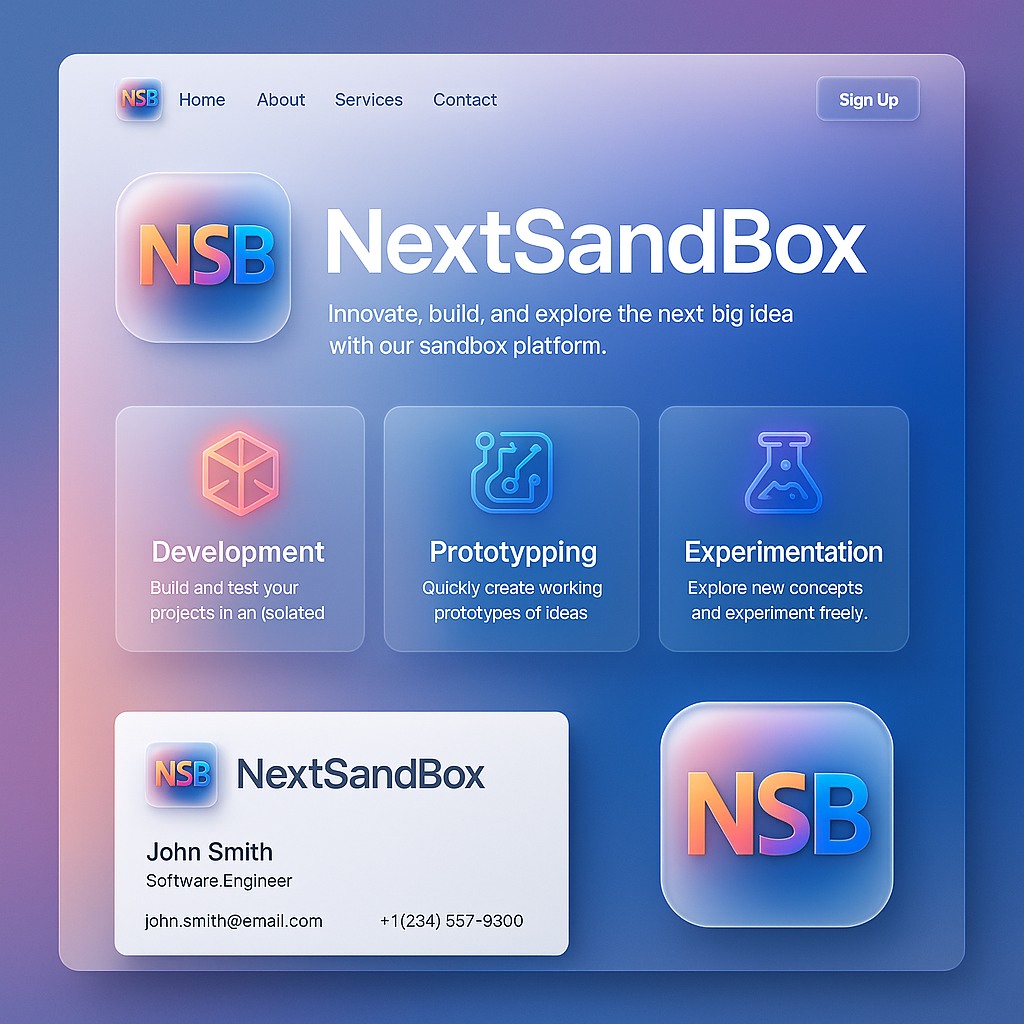 NSB Home About Services Contact Sign Up
NSB
NextSandBox
Innovate, build, and explore the next big idea
with our sandbox platform.
Development
Build and test your
projects in an (solated
Prototypping
Quickly create working
prototypes of ideas
Experimentation
Explore new concepts
and experiment freely.
NSB NextSandBox
John Smith
Software.Engineer
john.smith@email.com +1(234) 557-9300
NSB